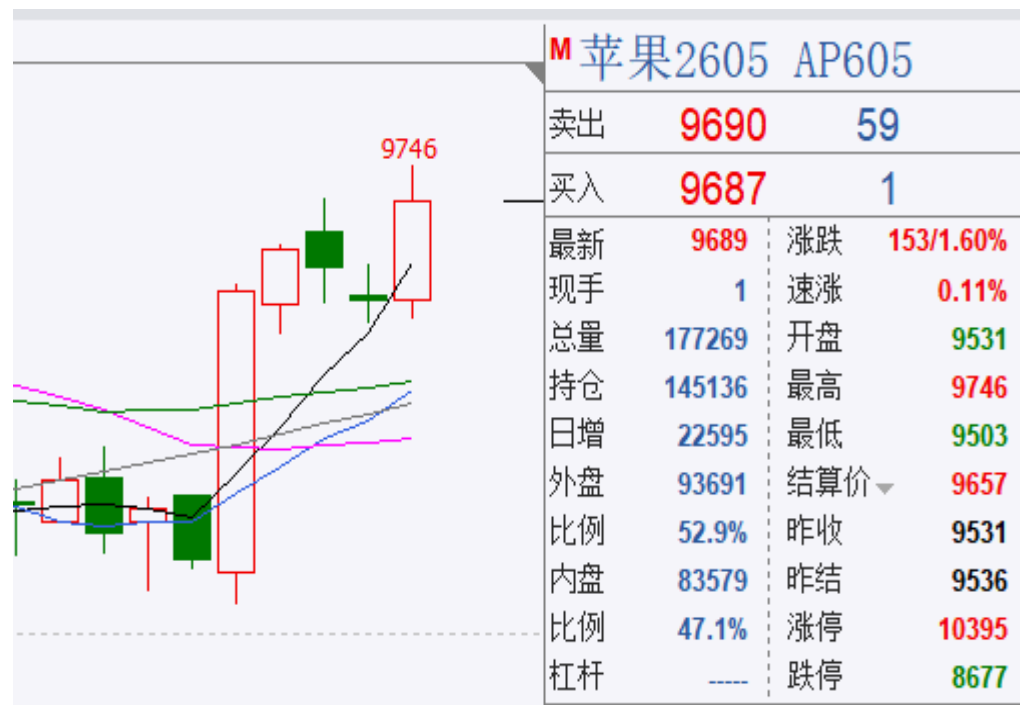 M 苹果2605 AP605
卖出 9690 59
买入 9687 1
9746
最新 9689 涨跌 153/1.60%
现手 1 速涨 0.11%
总量 177269 开盘 9531
持仓 145136 最高 9746
日增 22595 最低 9503
外盘 93691 结算价 9657
比例 52.9% 昨收 9531
内盘 83579 昨结 9536
比例 47.1% 涨停 10395
杠杆 ----- 跌停 8677